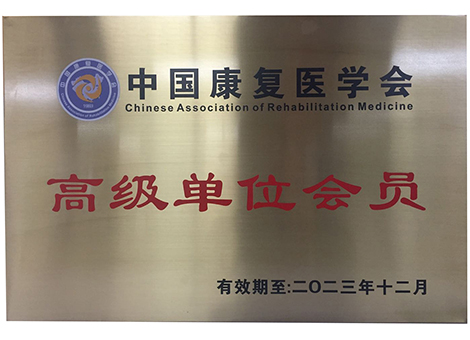 中国康复医学会
Chinese Association of Rehabilitation Medicine
高级单位会员
有效期至:二〇二三年十二月